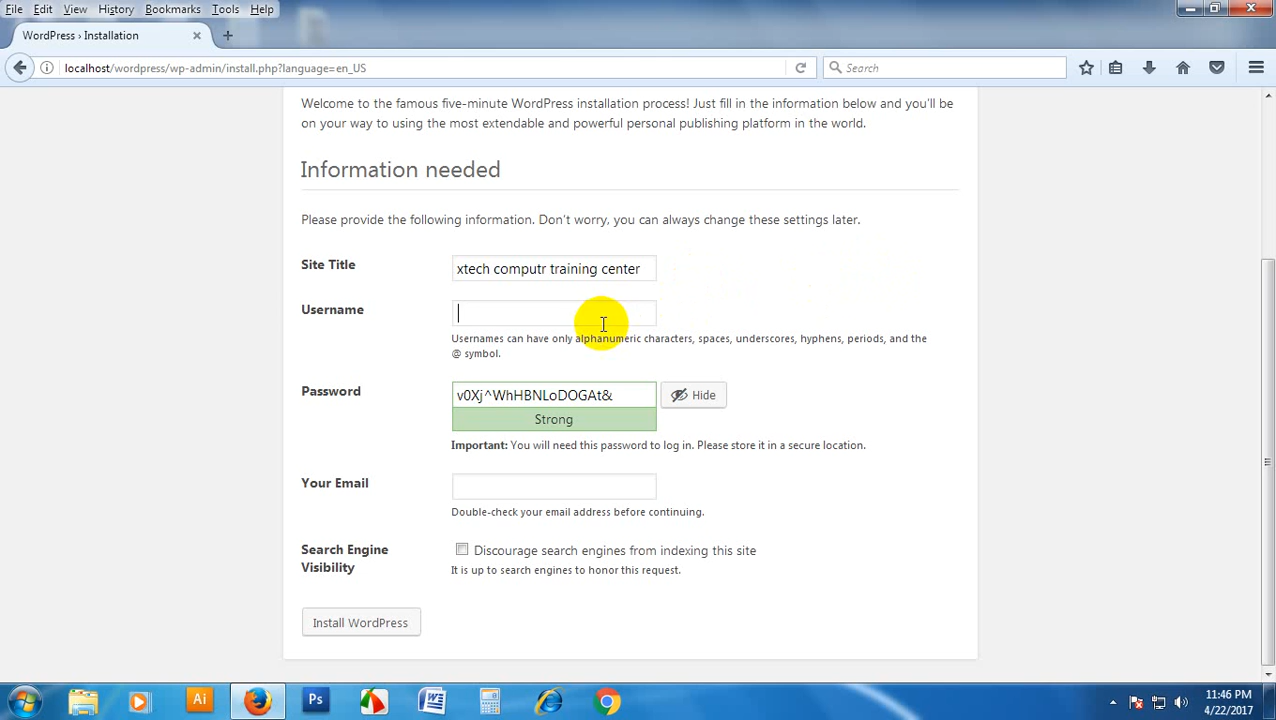 File Edit View History Bookmarks Tools Help
WordPress › Installation
localhost/wordpress/wp-admin/install.php?language=en_US
Search
Welcome to the famous five-minute WordPress installation process! Just fill in the information below and you'll be
on your way to using the most extendable and powerful personal publishing platform in the world.
Information needed
Please provide the following information. Don't worry, you can always change these settings later.
Site Title
xtech computr training center
Username
Usernames can have only alphanumeric characters, spaces, underscores, hyphens, periods, and the
@ symbol.
Password
v0Xj^WhHBNLoDOGAt&
Hide
Strong
Important: You will need this password to log in. Please store it in a secure location.
Your Email
Double-check your email address before continuing.
Search Engine
Visibility
Discourage search engines from indexing this site
It is up to search engines to honor this request.
Install WordPress
Ai
Ps
11:46 PM
4/22/2017